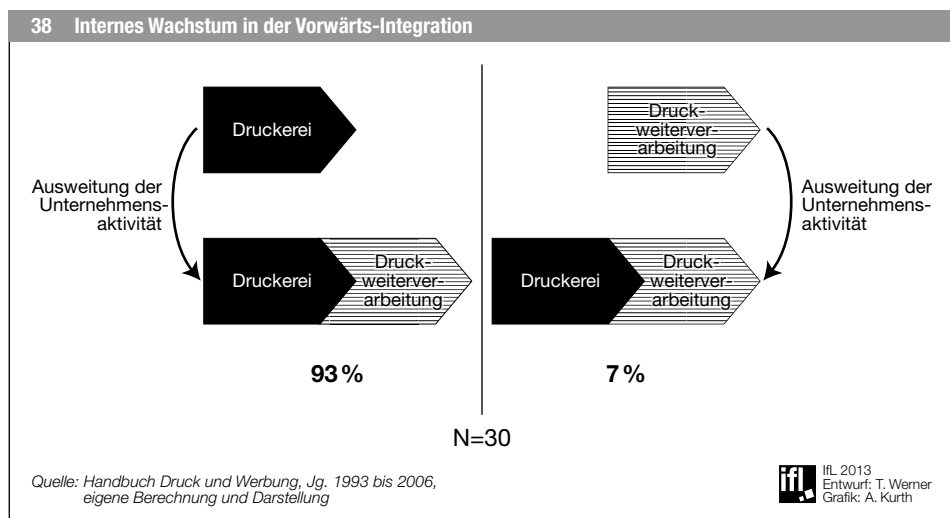 38 Internes Wachstum in der Vorwärts-Integration
Druckerei
Ausweitung der
Unternehmens-
aktivität
Druckerei
Druck-
weiterver-
arbeitung
93 %
Druck-
weiterver-
arbeitung
Ausweitung der
Unternehmens-
aktivität
Druckerei
Druck-
weiterver-
arbeitung
7 %
N=30
Quelle: Handbuch Druck und Werbung, Jg. 1993 bis 2006,
eigene Berechnung und Darstellung
ifl
IfL 2013
Entwurf: T. Werner
Grafik: A. Kurth